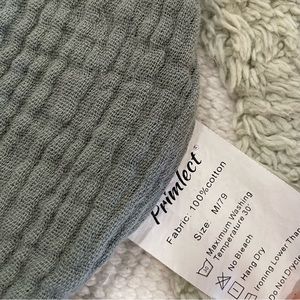 Primlect
Fabric: 100%cotton
Size: M/79
Maximum Washing
Temperature 30°
No Bleach
Hang Dry
Ironing Lower Than
Do Not